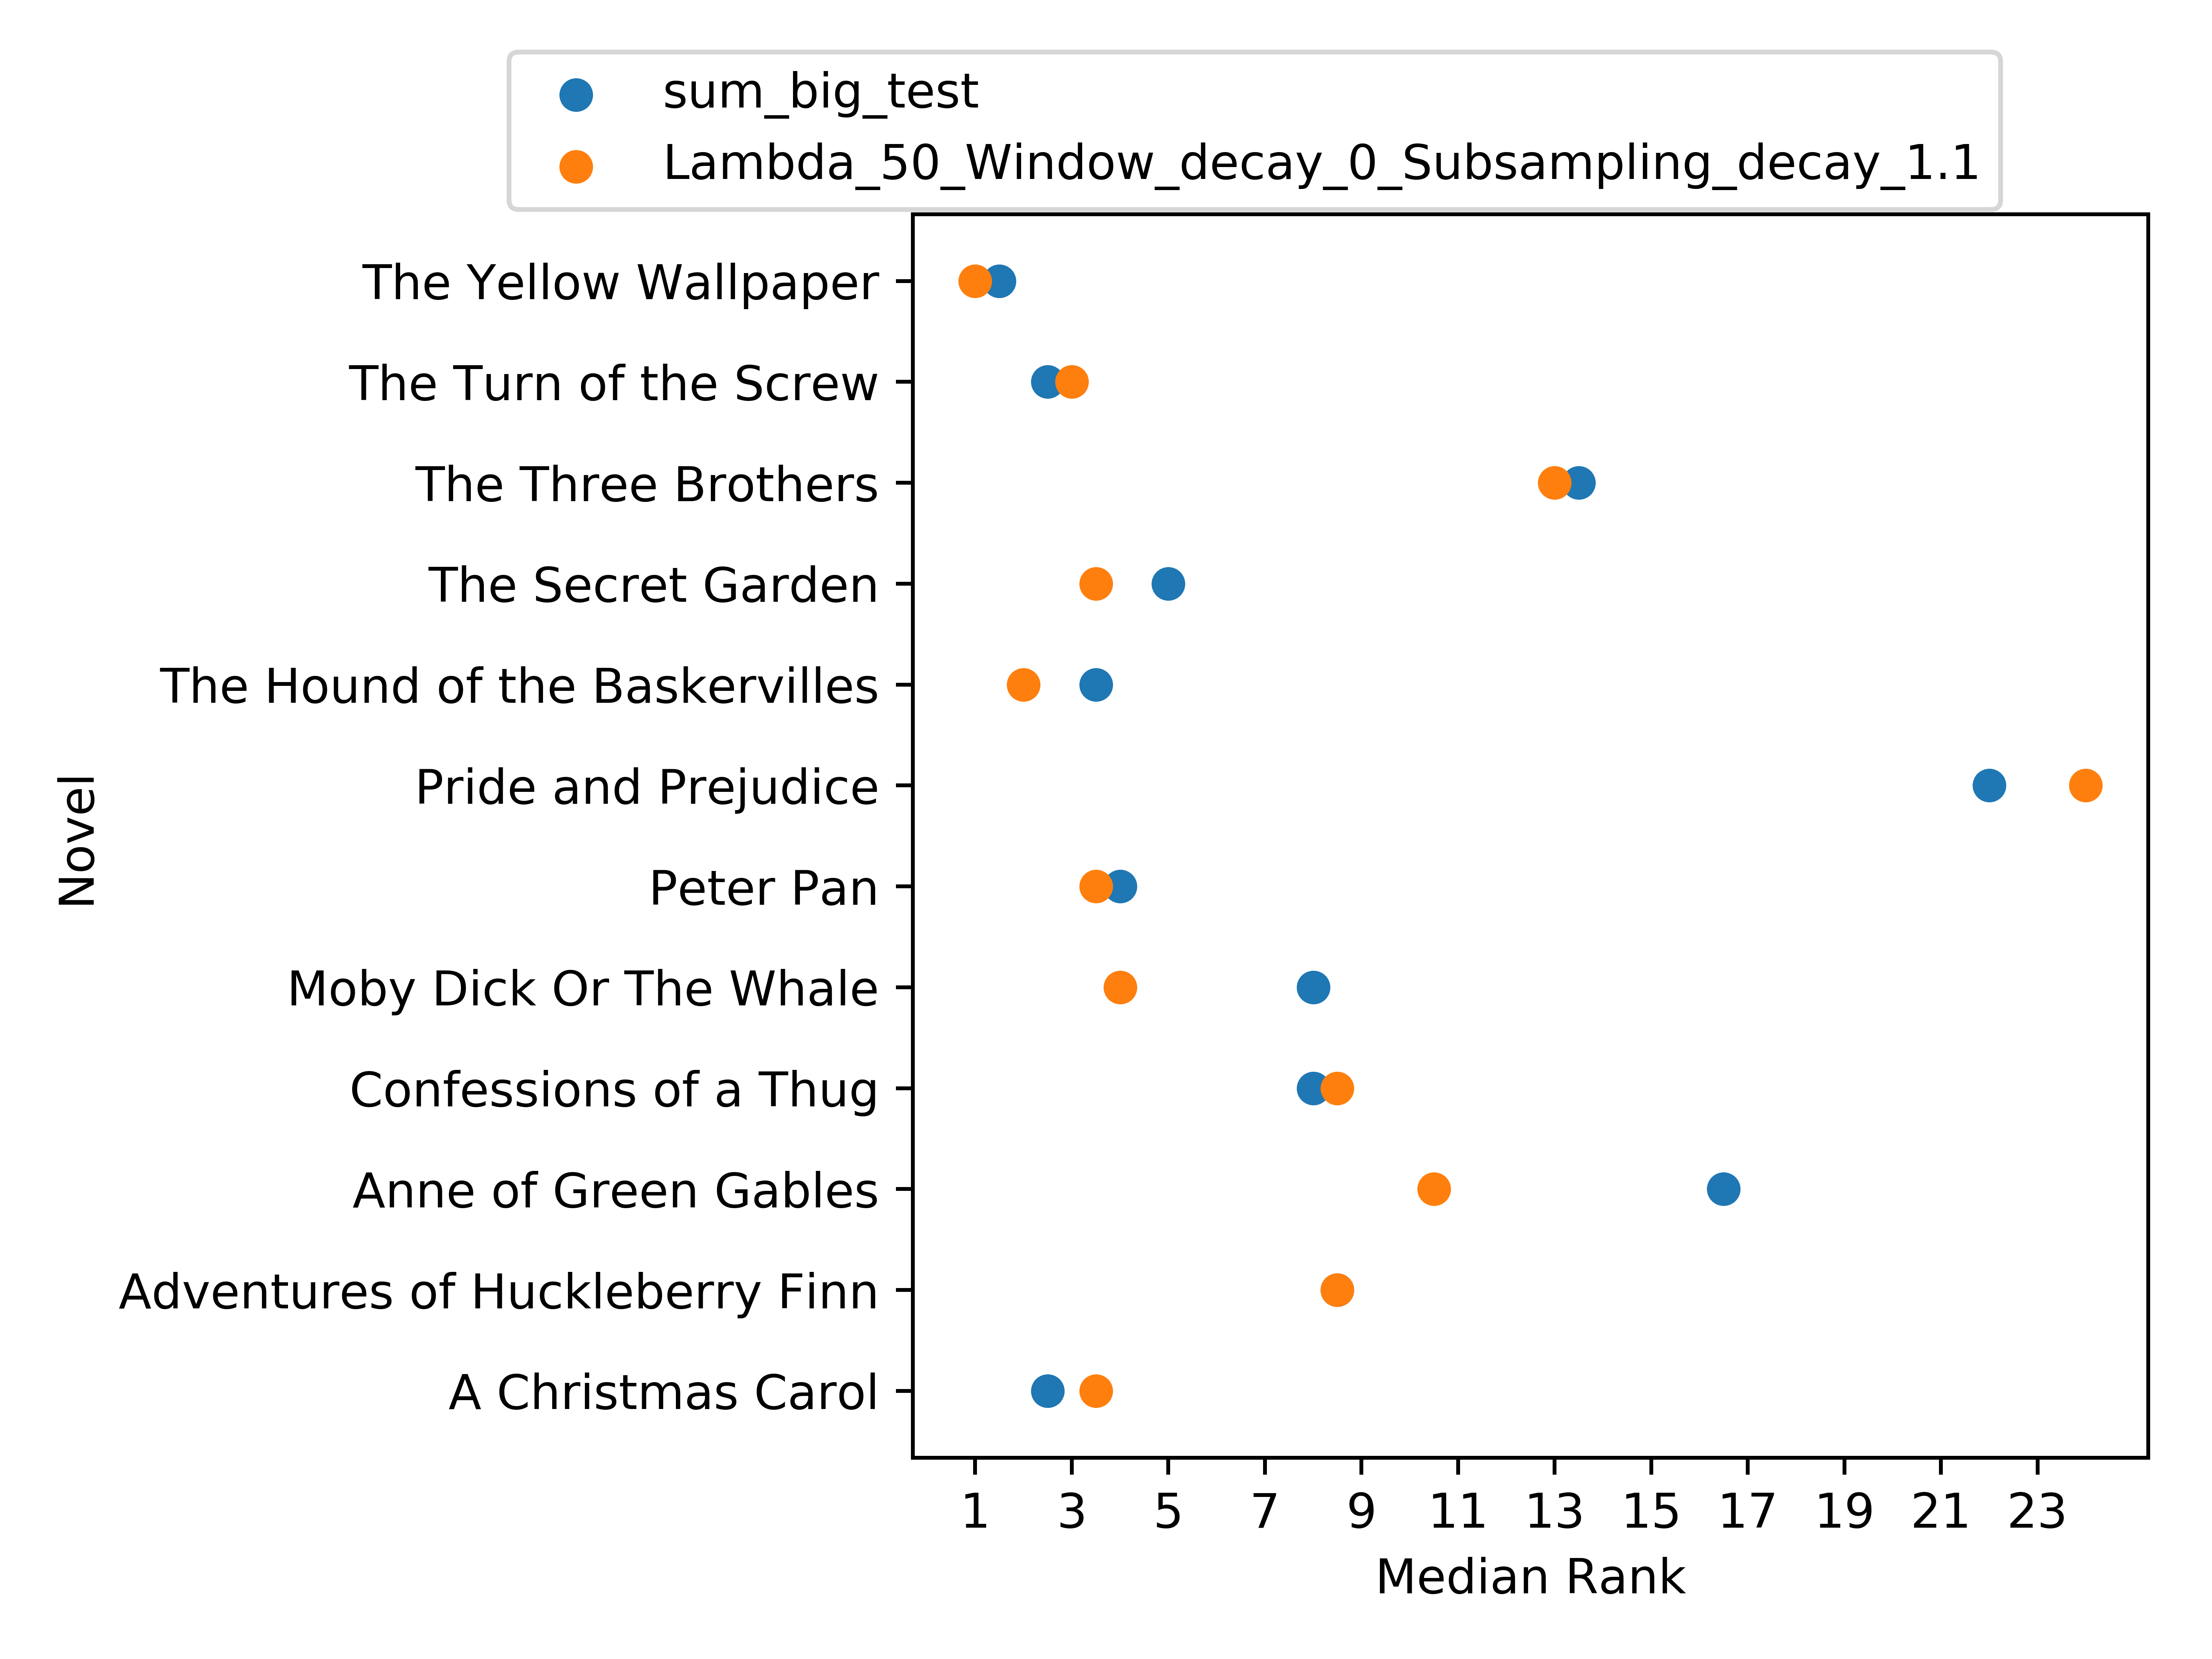 sum_big_test
Lambda_50_Window_decay_0_Subsampling_decay_1.1
The Yellow Wallpaper
The Turn of the Screw
The Three Brothers
The Secret Garden
The Hound of the Baskervilles
Pride and Prejudice
Peter Pan
Moby Dick Or The Whale
Confessions of a Thug
Anne of Green Gables
Adventures of Huckleberry Finn
A Christmas Carol
Novel
1 3 5 7 9 11 13 15 17 19 21 23
Median Rank